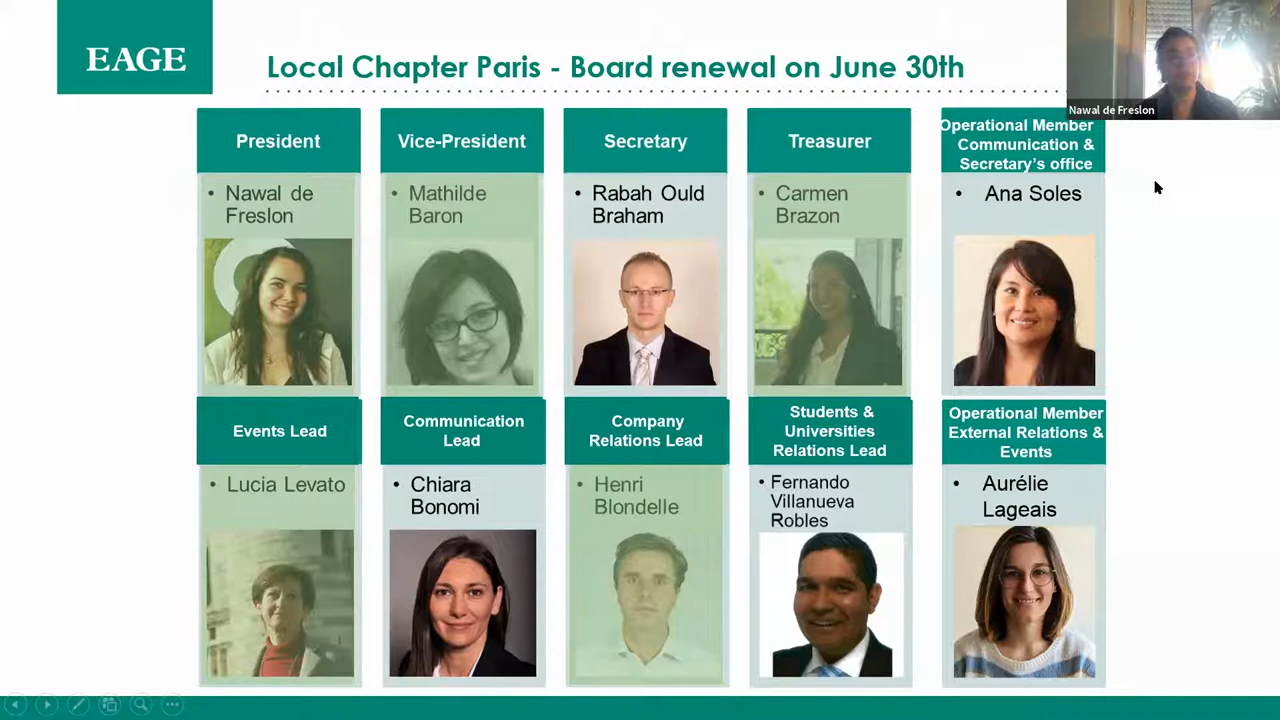 EAGE
Local Chapter Paris - Board renewal on June 30th
Nawal de Freslon
President
Vice-President
Secretary
Treasurer
Operational Member
Communication &
Secretary's office
• Nawal de
Freslon
• Mathilde
Baron
• Rabah Ould
Braham
• Carmen
Brazon
• Ana Soles
Events Lead
Communication
Lead
Company
Relations Lead
Students &
Universities
Relations Lead
Operational Member
External Relations &
Events
• Lucia Levato
• Chiara
Bonomi
• Henri
Blondelle
• Fernando
Villanueva
Robles
• Aurélie
Lageais